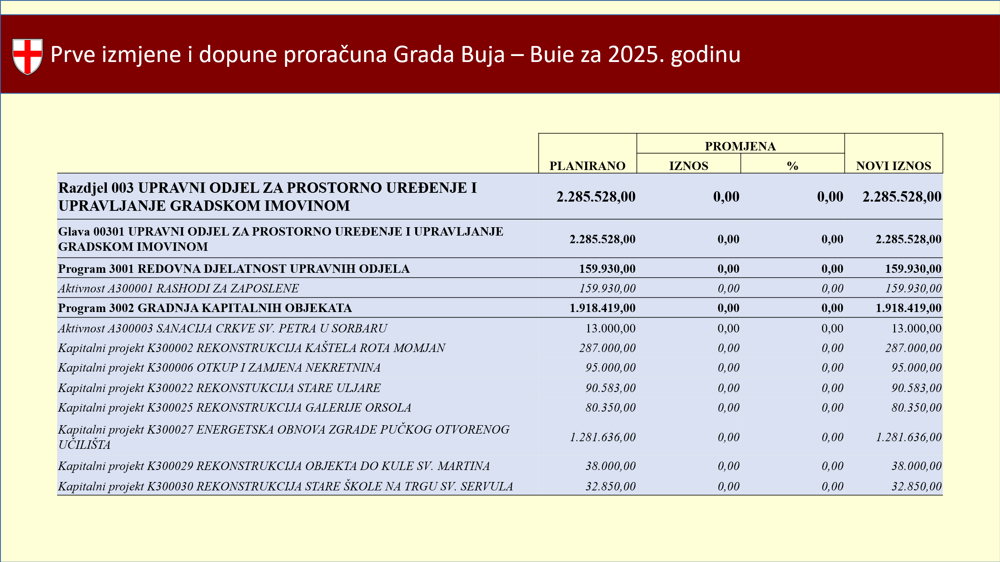 Prve izmjene i dopune proračuna Grada Buja – Buie za 2025. godinu
PROMJENA
PLANIRANO IZNOS % NOVI IZNOS
Razdjel 003 UPRAVNI ODJEL ZA PROSTORNO UREĐENJE I
UPRAVLJANJE GRADSKOM IMOVINOM
2.285.528,00 0,00 0,00 2.285.528,00
Glava 00301 UPRAVNI ODJEL ZA PROSTORNO UREĐENJE I UPRAVLJANJE
GRADSKOM IMOVINOM
2.285.528,00 0,00 0,00 2.285.528,00
Program 3001 REDOVNA DJELATNOST UPRAVNIH ODJELA 159.930,00 0,00 0,00 159.930,00
Aktivnost A300001 RASHODI ZA ZAPOSLENE 159.930,00 0,00 0,00 159.930,00
Program 3002 GRADNJA KAPITALNIH OBJEKATA 1.918.419,00 0,00 0,00 1.918.419,00
Aktivnost A300003 SANACIJA CRKVE SV. PETRA U SORBARU 13.000,00 0,00 0,00 13.000,00
Kapitalni projekt K300002 REKONSTRUKCIJA KAŠTELA ROTA MOMJAN 287.000,00 0,00 0,00 287.000,00
Kapitalni projekt K300006 OTKUP I ZAMJENA NEKRETNINA 95.000,00 0,00 0,00 95.000,00
Kapitalni projekt K300022 REKONSTUKCIJA STARE ULJARE 90.583,00 0,00 0,00 90.583,00
Kapitalni projekt K300025 REKONSTRUKCIJA GALERIJE ORSOLA 80.350,00 0,00 0,00 80.350,00
Kapitalni projekt K300027 ENERGETSKA OBNOVA ZGRADE PUČKOG OTVORENOG
UČILIŠTA
1.281.636,00 0,00 0,00 1.281.636,00
Kapitalni projekt K300029 REKONSTRUKCIJA OBJEKTA DO KULE SV. MARTINA 38.000,00 0,00 0,00 38.000,00
Kapitalni projekt K300030 REKONSTRUKCIJA STARE ŠKOLE NA TRGU SV. SERVULA 32.850,00 0,00 0,00 32.850,00